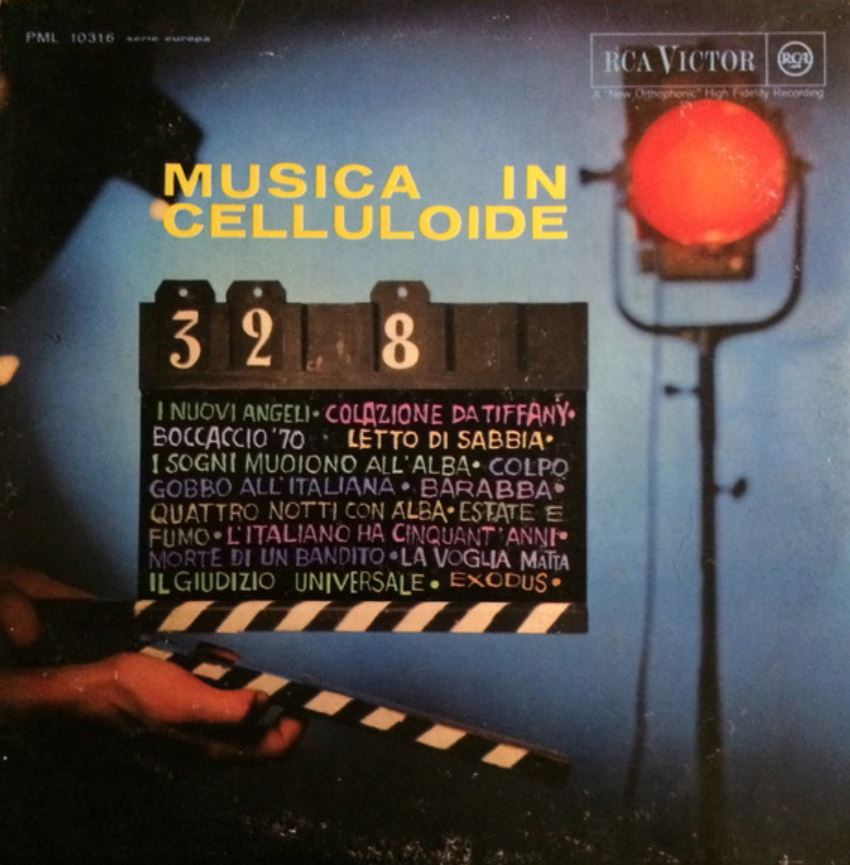 PML 10316 serie europa
RCA VICTOR RCA
A "New Orthophonic" High Fidelity Recording
MUSICA IN
CELLULOIDE
3 2 8
I NUOVI ANGELI • COLAZIONE DA TIFFANY •
BOCCACCIO '70 • LETTO DI SABBIA •
I SOGNI MUOIONO ALL'ALBA • COLPO
GOBBO ALL'ITALIANA • BARABBA •
QUATTRO NOTTI CON ALBA • ESTATE E
FUMO • L'ITALIANO HA CINQUANT'ANNI •
MORTE DI UN BANDITO • LA VOGLIA MATTA
IL GIUDIZIO UNIVERSALE • EXODUS •